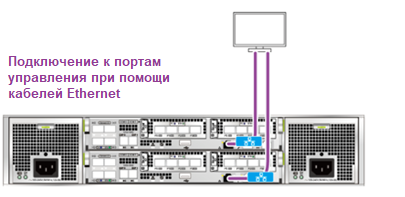 Подключение к портам
управления при помощи
кабелей Ethernet